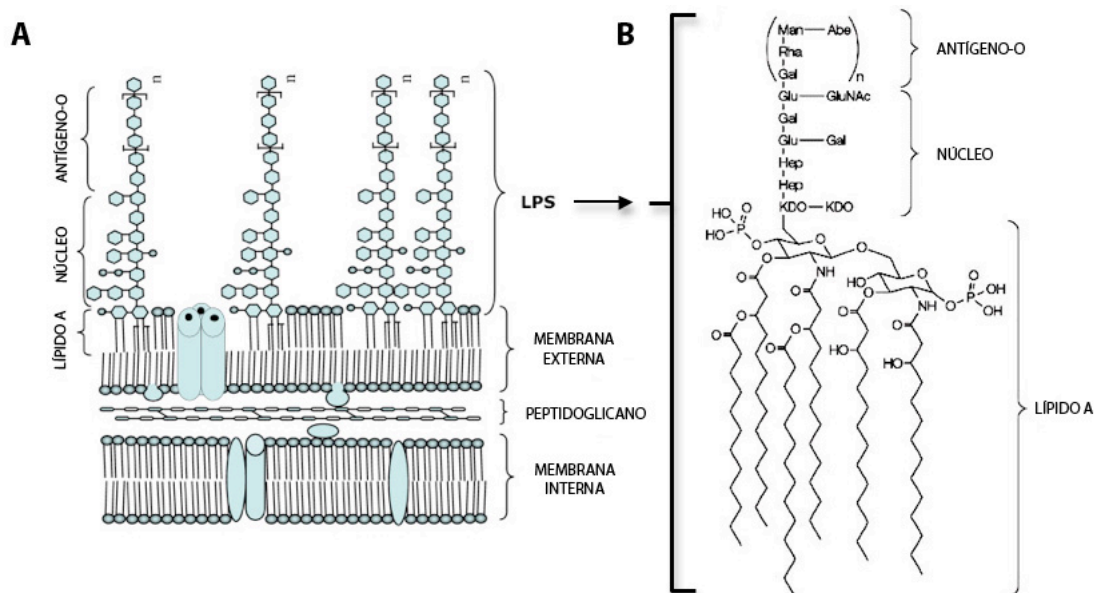 A
n
n
n
n
ANTÍGENO-O
NÚCLEO
LÍPIDO A
LPS
MEMBRANA
EXTERNA
PEPTIDOGLICANO
MEMBRANA
INTERNA
B
Man Abe
Rha
Gal
n
Glu GluNAc
Gal
Glu Gal
Hep
Hep
KDO KDO
ANTÍGENO-O
NÚCLEO
LÍPIDO A
HO O
HO P
O
O
O
O NH
O
O
O
O
O
HO
O
O
O
NH
O
HO
HO
O
O P OH
OH